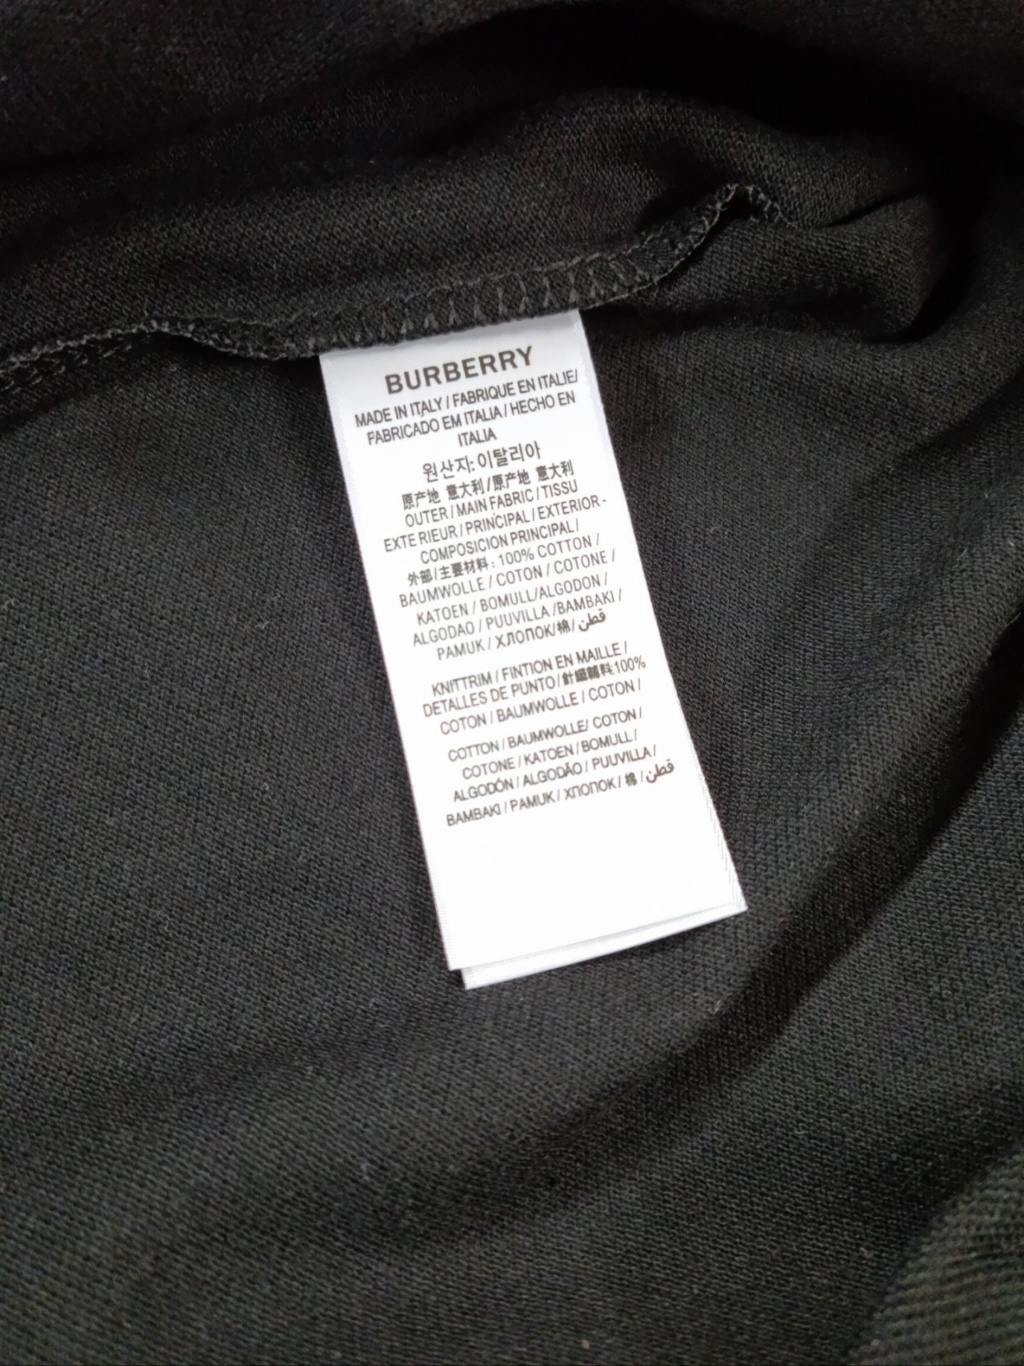 BURBERRY
MADE IN ITALY / FABRIQUE EN ITALIE/
FABRICADO EM ITALIA / HECHO EN
ITALIA
원산지: 이탈리아
原产地 意大利 / 原产地 意大利
OUTER / MAIN FABRIC / TISSU
EXTE RIEUR / PRINCIPAL / EXTERIOR -
COMPOSICION PRINCIPAL /
外部 / 主要材料 : 100% COTTON /
BAUMWOLLE / COTON / COTONE /
KATOEN / BOMULL/ALGODON /
ALGODAO / PUUVILLA /BAMBAKI /
PAMUK / ХЛОПОК/棉/ قطن
KNITTRIM / FINTION EN MAILLE /
DETALLES DE PUNTO / 針織輔料:100%
COTON / BAUMWOLLE / COTON /
COTTON / BAUMWOLLE/ COTON /
COTONE / KATOEN / BOMULL /
ALGODÓN / ALGODÃO / PUUVILLA /
BAMBAKI / PAMUK / ХПОПОК / 棉 / قطن